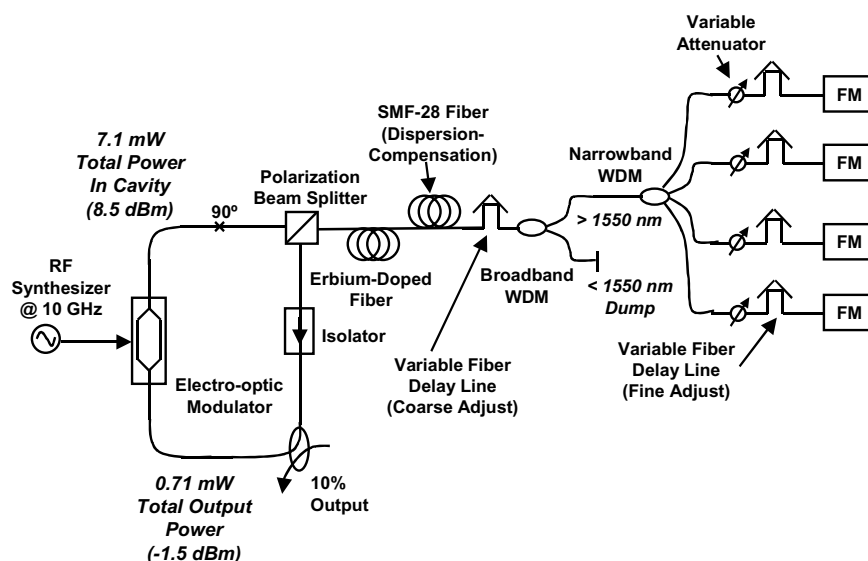 Variable
Attenuator
FM
SMF-28 Fiber
(Dispersion-
Compensation)
7.1 mW
Total Power
In Cavity
(8.5 dBm)
Narrowband
WDM
FM
Polarization
Beam Splitter
90º
> 1550 nm
FM
RF
Synthesizer
@ 10 GHz
Erbium-Doped
Fiber
Broadband
WDM
< 1550 nm
Dump
FM
Isolator
Variable Fiber
Delay Line
(Coarse Adjust)
Variable Fiber
Delay Line
(Fine Adjust)
Electro-optic
Modulator
0.71 mW
Total Output
Power
(-1.5 dBm)
10%
Output